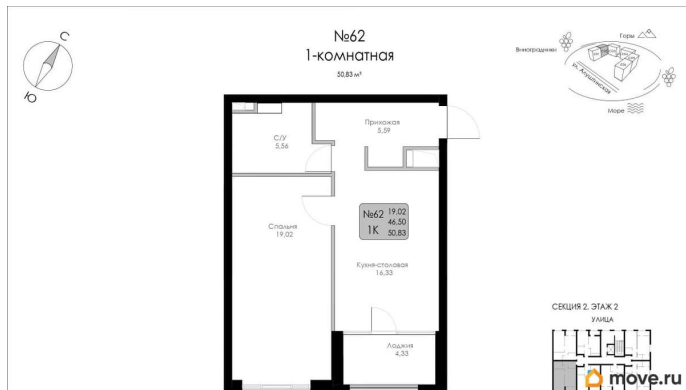 №62
1-комнатная
50,83 м²
С
Ю
Горы
Виноградники
ул. Алуштинская
Море
Прихожая
5,59
С/У
5,56
№62 19.02
46.50
1К 50.83
Спальня
19,02
Кухня-столовая
16,33
Лоджия
4,33
СЕКЦИЯ 2, ЭТАЖ 2
УЛИЦА
move.ru